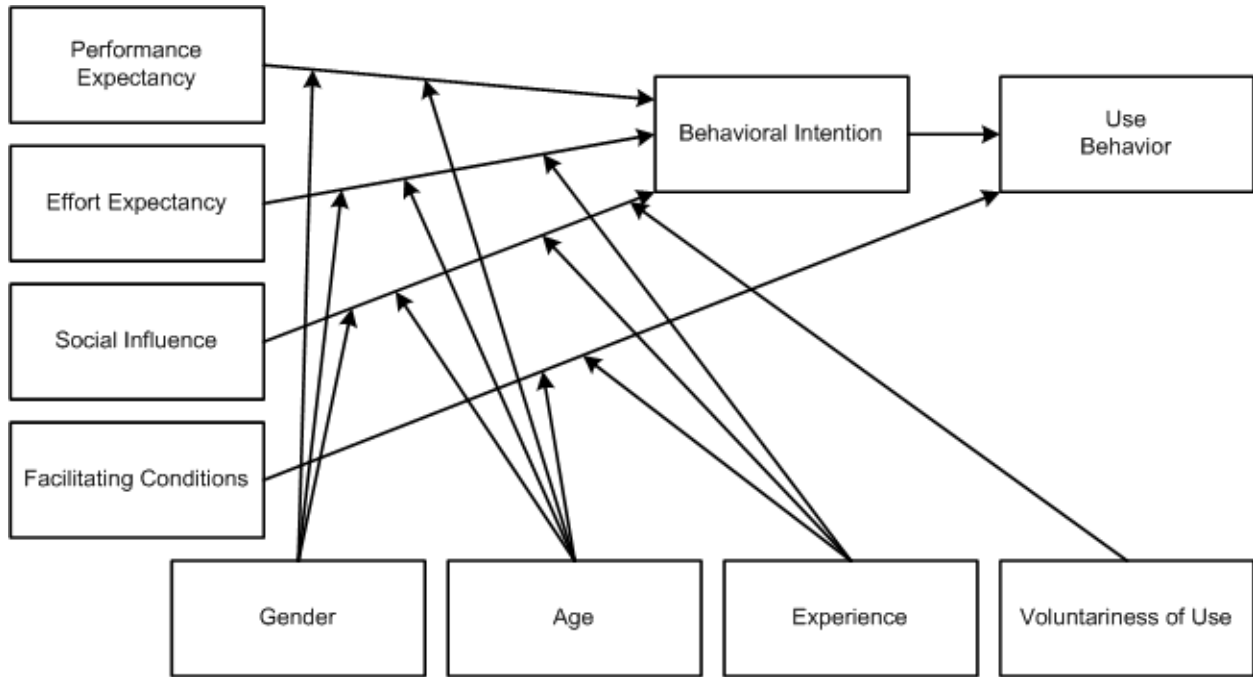 Performance
Expectancy
Behavioral Intention
Use
Behavior
Effort Expectancy
Social Influence
Facilitating Conditions
Gender
Age
Experience
Voluntariness of Use